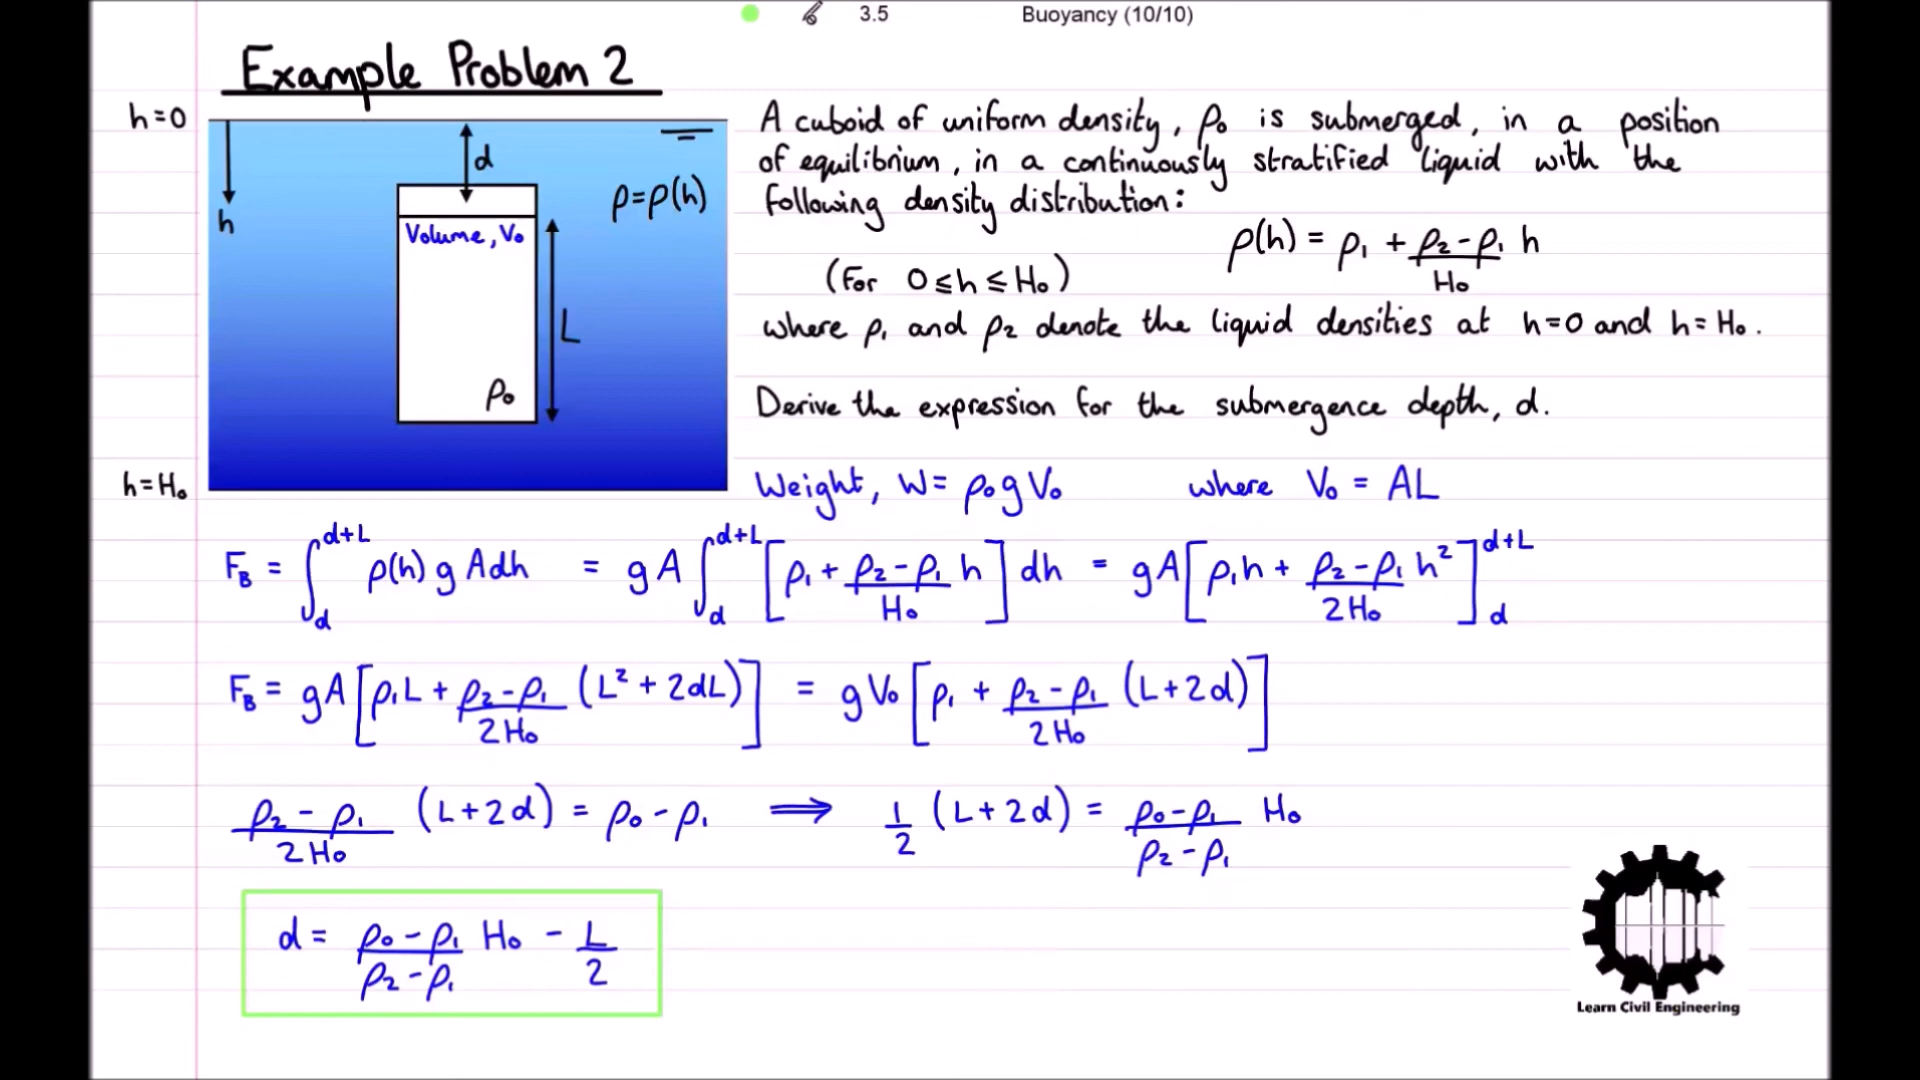 3.5 Buoyancy (10/10)
Example Problem 2
h=0
d
h
ρ=ρ(h)
Volume, V₀
L
ρ₀
h=H₀
A cuboid of uniform density, ρ₀ is submerged, in a position
of equilibrium, in a continuously stratified liquid with the
following density distribution:
ρ(h) = ρ₁ + (ρ₂-ρ₁)/H₀ h
(For 0⩽h⩽H₀)
where ρ₁ and ρ₂ denote the liquid densities at h=0 and h=H₀.
Derive the expression for the submergence depth, d.
Weight, W= ρ₀gV₀ where V₀ = AL
F_B = ∫_d^{d+L} ρ(h) g Adh = gA ∫_d^{d+L} [ρ₁ + (ρ₂-ρ₁)/H₀ h] dh = gA[ρ₁h + (ρ₂-ρ₁)/2H₀ h²]_d^{d+L}
F_B = gA[ρ₁L + (ρ₂-ρ₁)/2H₀ (L² + 2dL)] = gV₀[ρ₁ + (ρ₂-ρ₁)/2H₀ (L+2d)]
(ρ₂-ρ₁)/2H₀ (L+2d) = ρ₀-ρ₁ ⟹ 1/2 (L+2d) = (ρ₀-ρ₁)/(ρ₂-ρ₁) H₀
d = (ρ₀-ρ₁)/(ρ₂-ρ₁) H₀ - L/2
Learn Civil Engineering